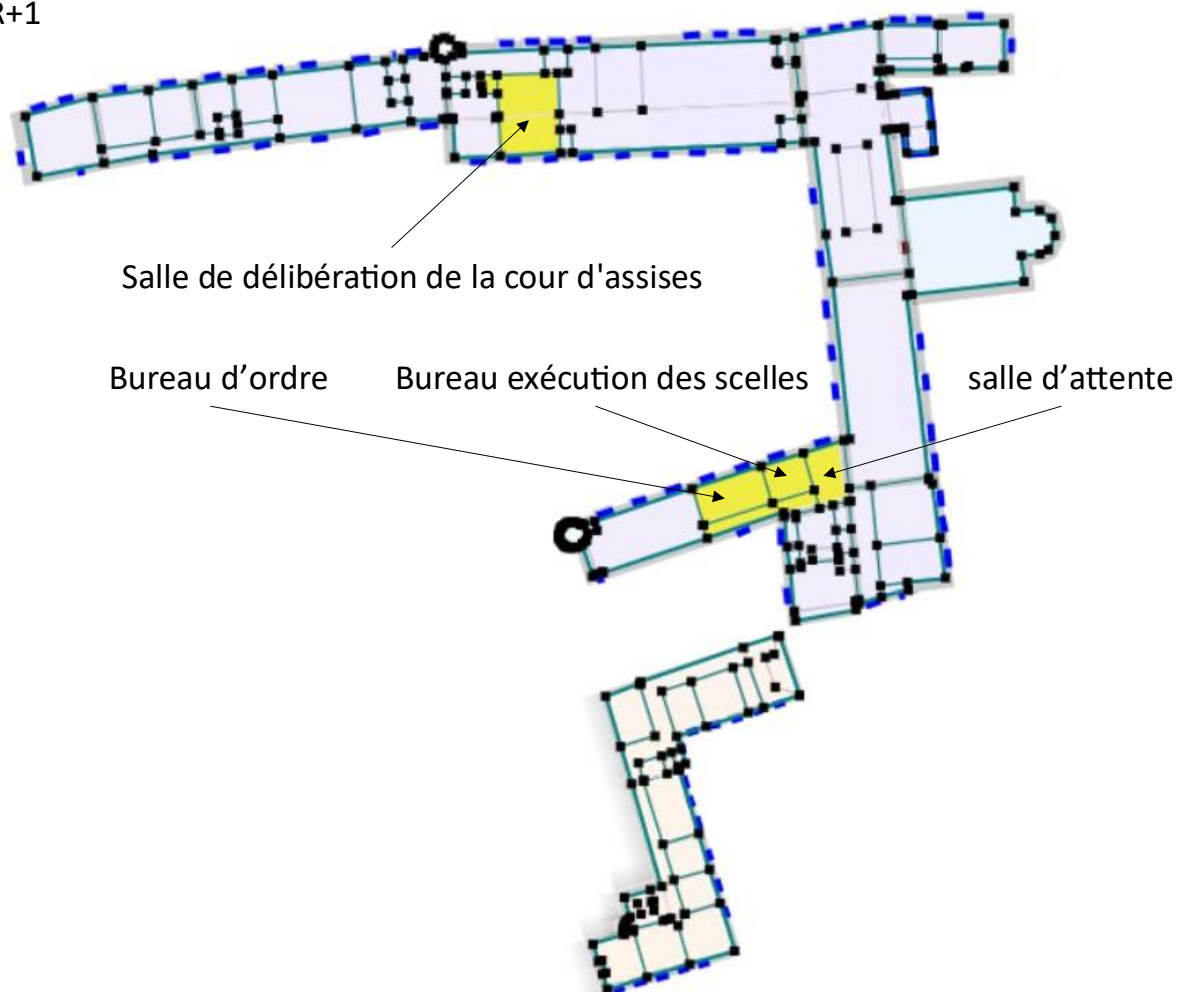 R+1
Salle de délibération de la cour d'assises
Bureau d’ordre Bureau exécution des scelles salle d’attente